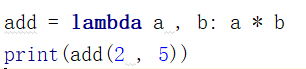 add = lambda a , b: a * b
print(add(2 , 5))